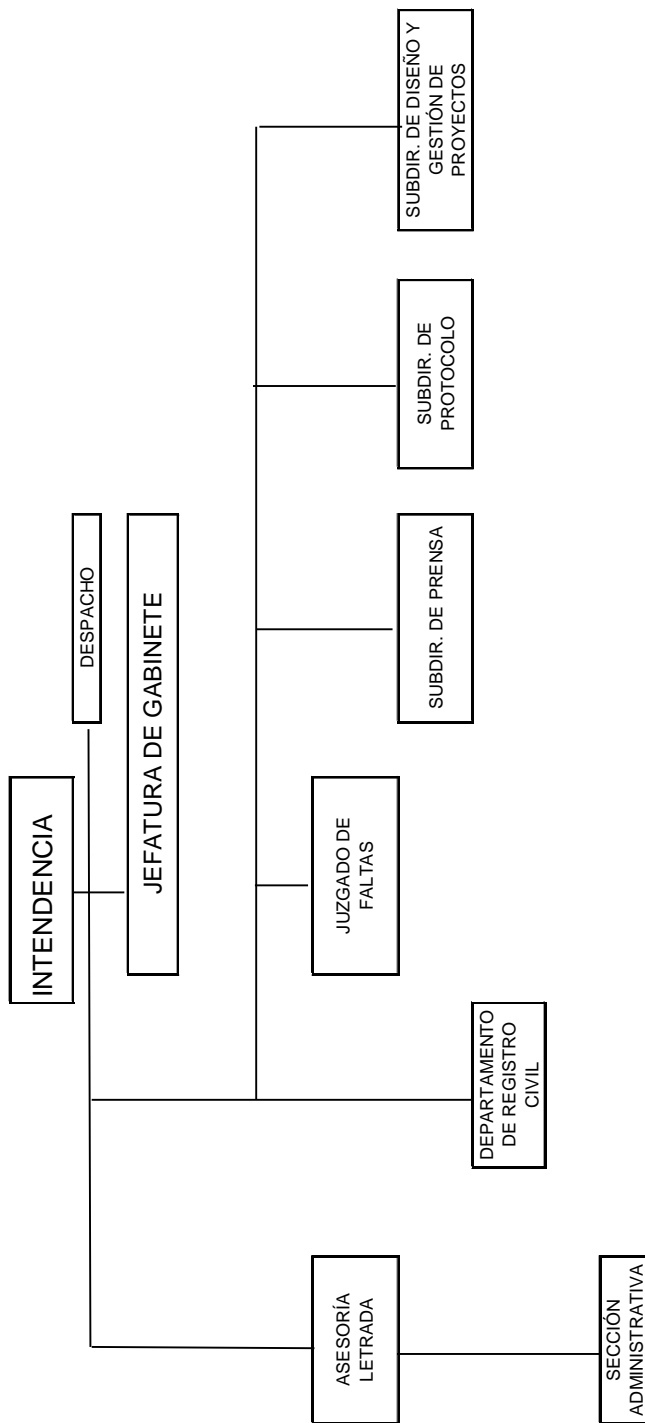 INTENDENCIA
DESPACHO
JEFATURA DE GABINETE
ASESORÍA
LETRADA
JUZGADO DE
FALTAS
SUBDIR. DE PRENSA
SUBDIR. DE
PROTOCOLO
SUBDIR. DE DISEÑO Y
GESTIÓN DE
PROYECTOS
DEPARTAMENTO
DE REGISTRO
CIVIL
SECCIÓN
ADMINISTRATIVA